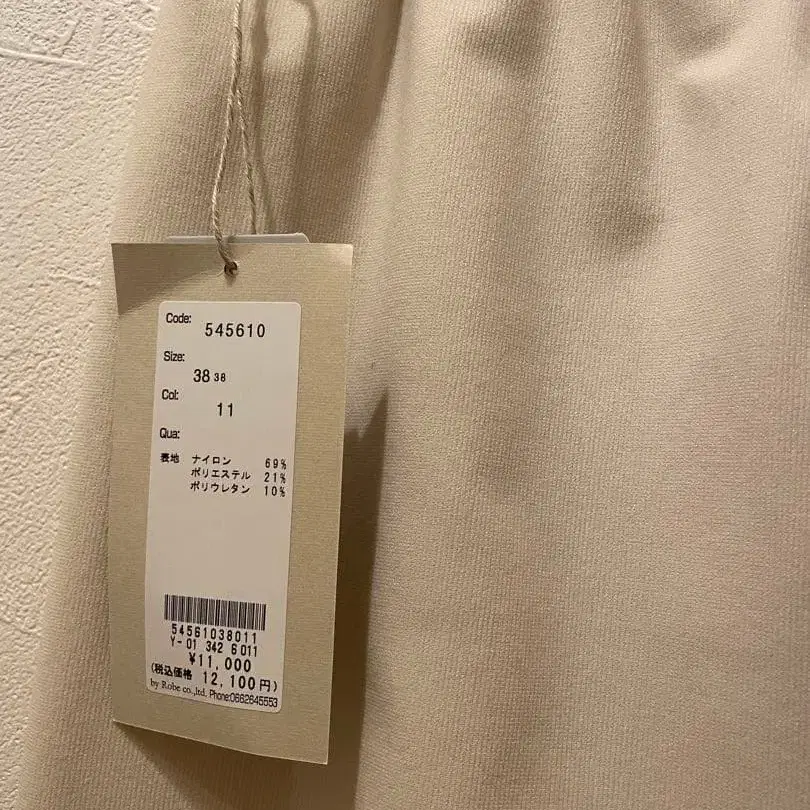 Code: 545610
Size: 38 38
Col: 11
Qua:
表地 ナイロン 69%
ポリエステル 21%
ポリウレタン 10%
54561038011
Y-01 342 6011
¥11,000
(税込価格 12,100円)
by Robe co.,ltd. Phone:0662645553